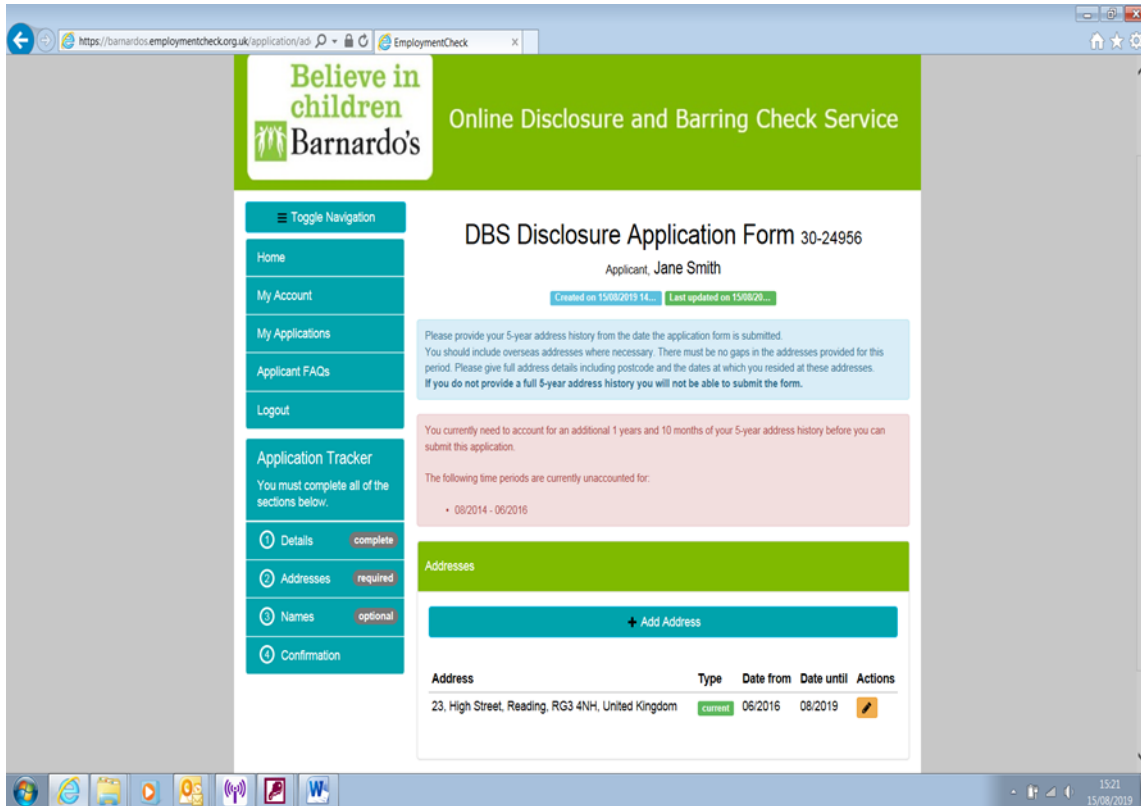 https://barnardos.employmentcheck.org.uk/application/ad
EmploymentCheck
Believe in
children
Barnardo's
Online Disclosure and Barring Check Service
Toggle Navigation
Home
My Account
My Applications
Applicant FAQs
Logout
Application Tracker
You must complete all of the
sections below.
1 Details complete
2 Addresses required
3 Names optional
4 Confirmation
DBS Disclosure Application Form 30-24956
Applicant, Jane Smith
Created on 15/08/2019 14... Last updated on 15/08/20...
Please provide your 5-year address history from the date the application form is submitted.
You should include overseas addresses where necessary. There must be no gaps in the addresses provided for this
period. Please give full address details including postcode and the dates at which you resided at these addresses.
If you do not provide a full 5-year address history you will not be able to submit the form.
You currently need to account for an additional 1 years and 10 months of your 5-year address history before you can
submit this application.
The following time periods are currently unaccounted for:
• 08/2014 - 06/2016
Addresses
+ Add Address
Address Type Date from Date until Actions
23, High Street, Reading, RG3 4NH, United Kingdom current 06/2016 08/2019
15:21
15/08/2019